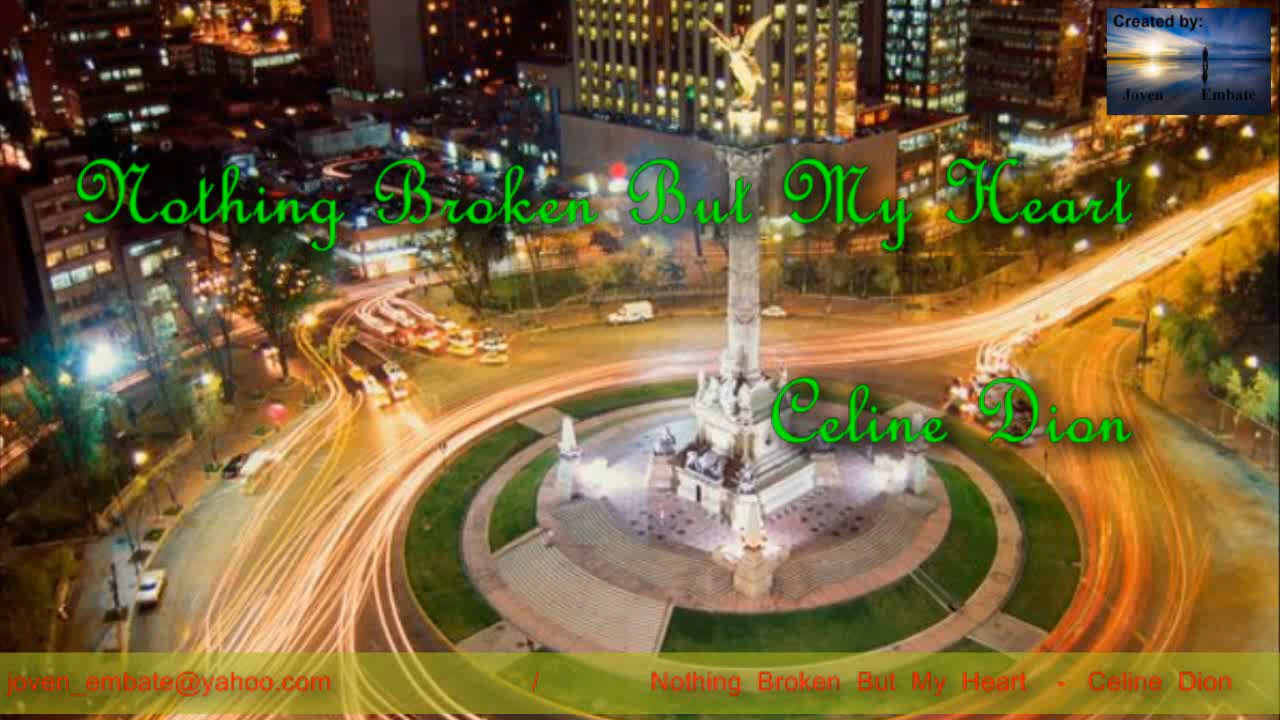 Created by:
Joven Embate
Nothing Broken But My Heart
Celine Dion
joven_embate@yahoo.com / Nothing Broken But My Heart - Celine Dion